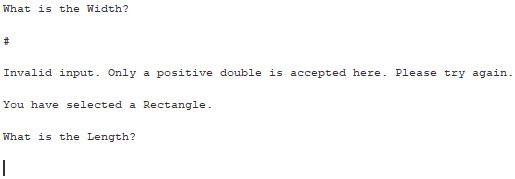 What is the Width?
#
Invalid input. Only a positive double is accepted here. Please try again.
You have selected a Rectangle.
What is the Length?